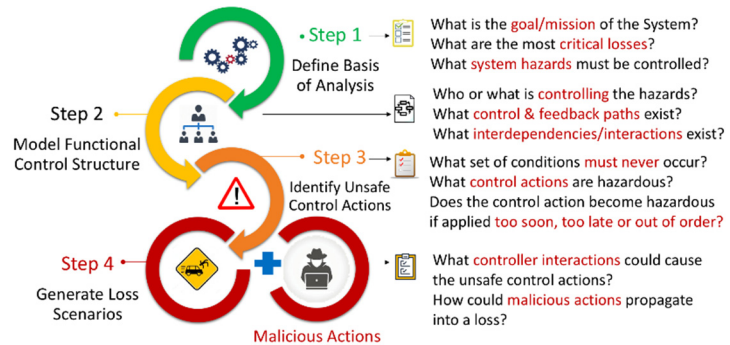 Step 1
Define Basis
of Analysis
What is the goal/mission of the System?
What are the most critical losses?
What system hazards must be controlled?
Step 2
Model Functional
Control Structure
Who or what is controlling the hazards?
What control & feedback paths exist?
What interdependencies/interactions exist?
Step 3
Identify Unsafe
Control Actions
What set of conditions must never occur?
What control actions are hazardous?
Does the control action become hazardous
if applied too soon, too late or out of order?
Step 4
Generate Loss
Scenarios
Malicious Actions
What controller interactions could cause
the unsafe control actions?
How could malicious actions propagate
into a loss?